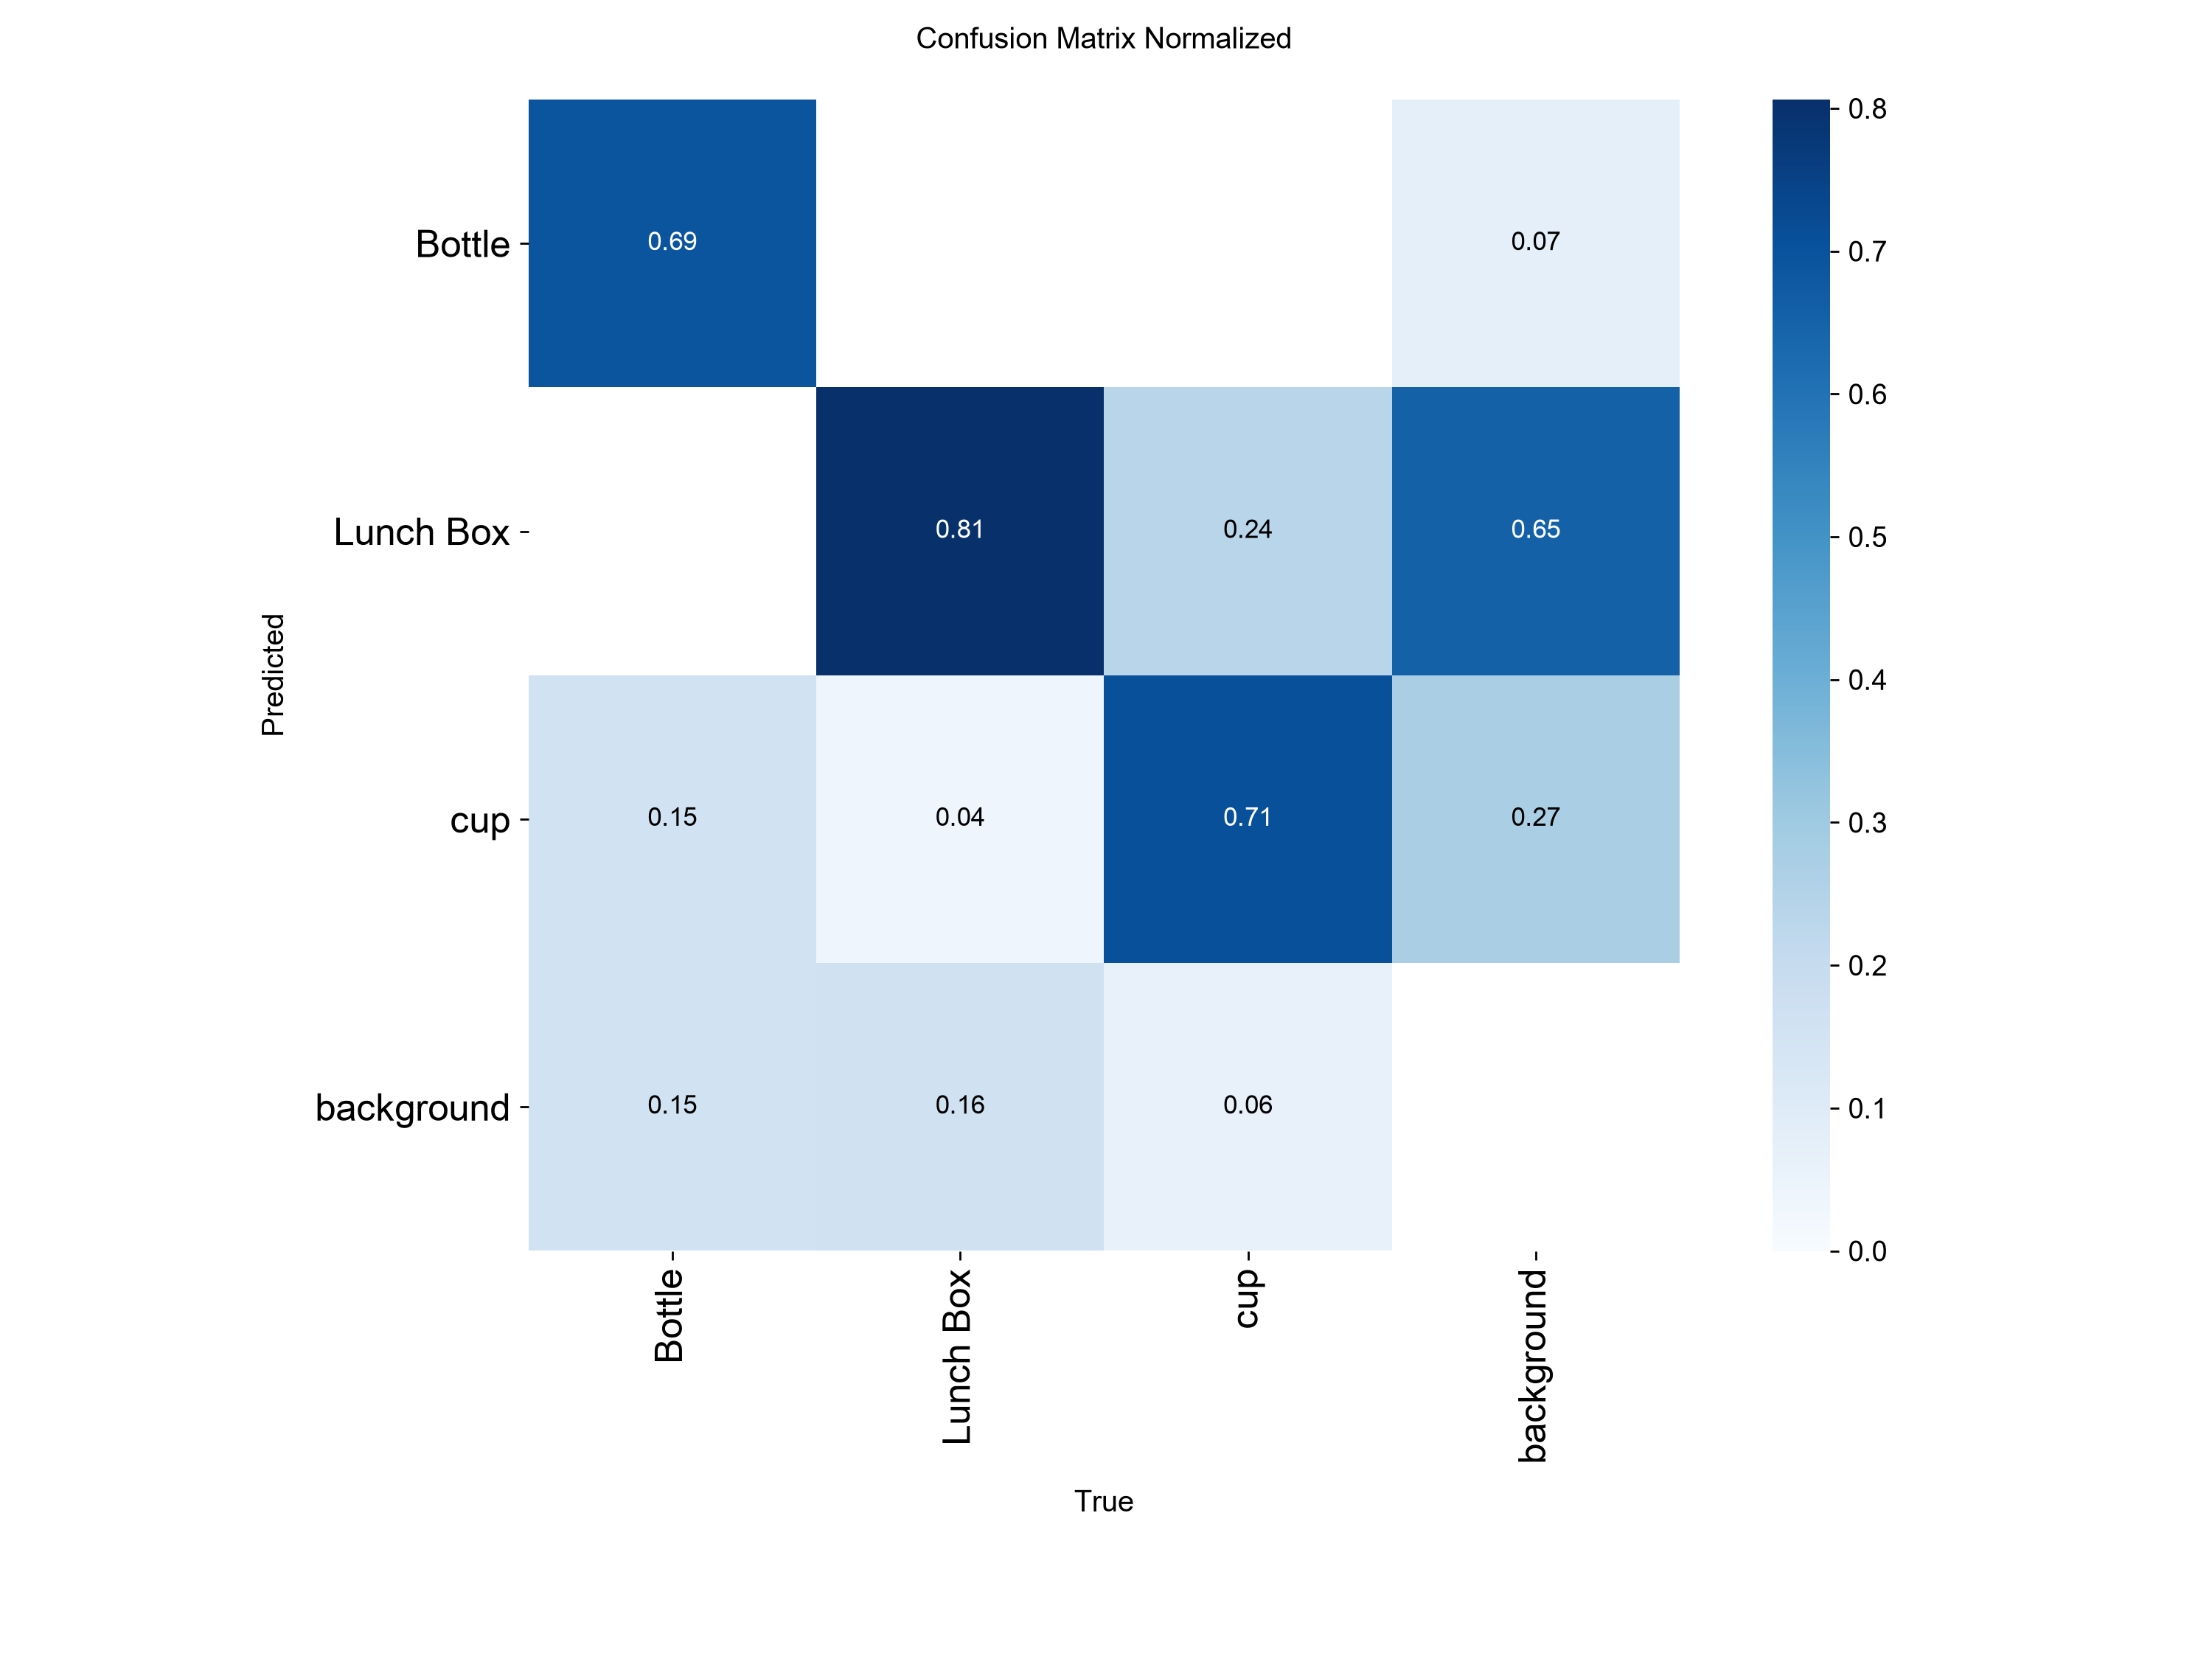 Confusion Matrix Normalized
Bottle
0.69
0.07
Lunch Box
0.81
0.24
0.65
cup
0.15
0.04
0.71
0.27
background
0.15
0.16
0.06
Predicted
Bottle
Lunch Box
cup
background
True
0.8
0.7
0.6
0.5
0.4
0.3
0.2
0.1
0.0